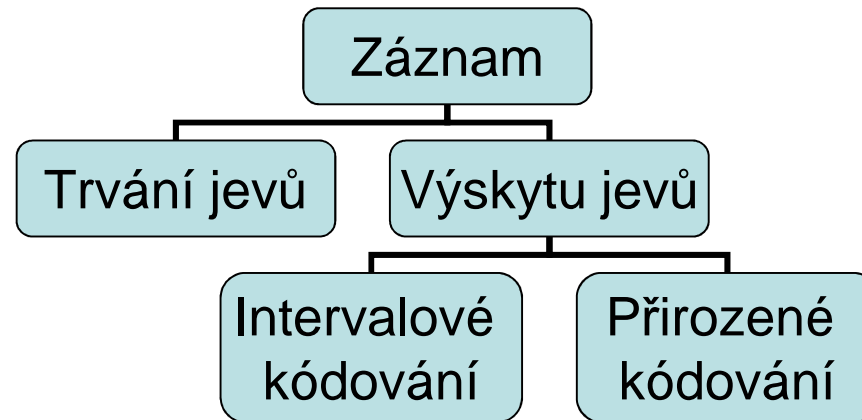 Záznam
Trvání jevů
Výskytu jevů
Intervalové
kódování
Přirozené
kódování